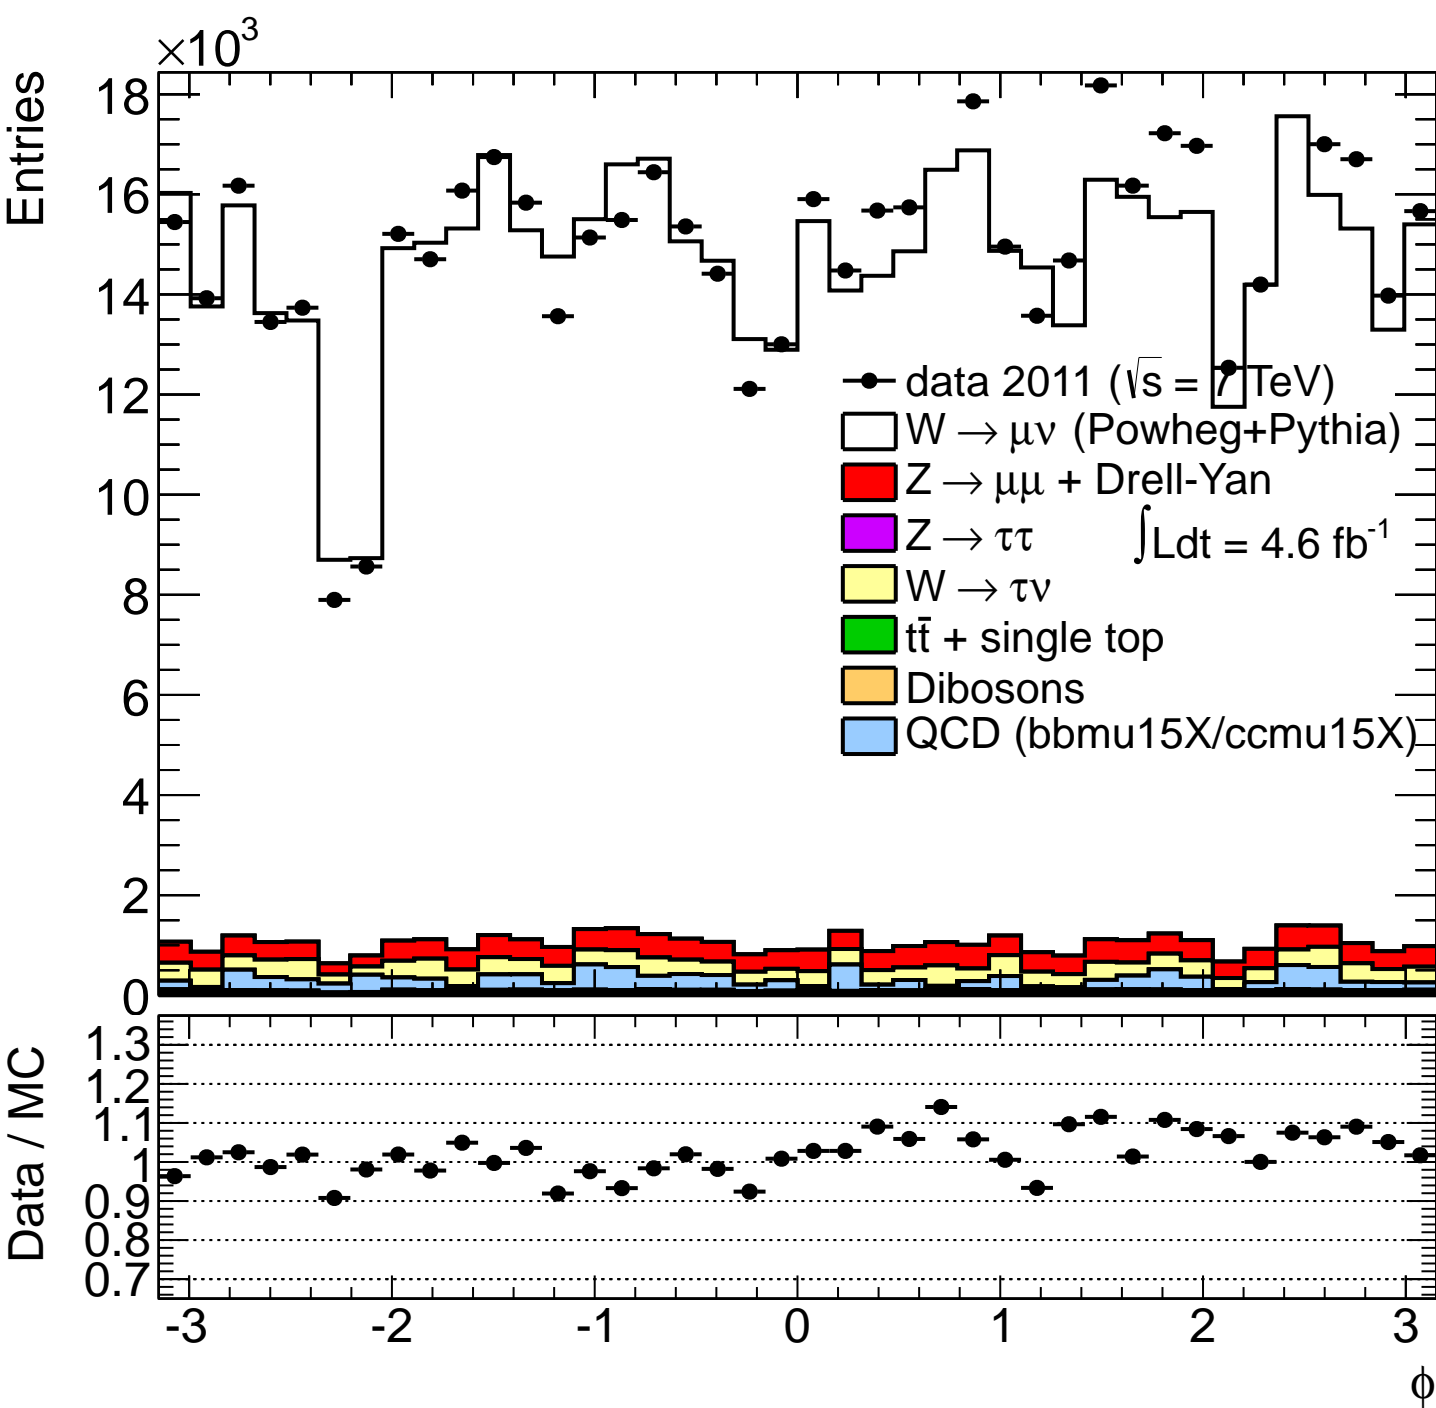 ×10³
Entries
18
16
14
12
10
8
6
4
2
0
data 2011 (√s = 7 TeV)
W → μν (Powheg+Pythia)
Z → μμ + Drell-Yan
Z → ττ
∫Ldt = 4.6 fb⁻¹
W → τν
tt̄ + single top
Dibosons
QCD (bbmu15X/ccmu15X)
Data / MC
1.3
1.2
1.1
1
0.9
0.8
0.7
-3 -2 -1 0 1 2 3
ϕ